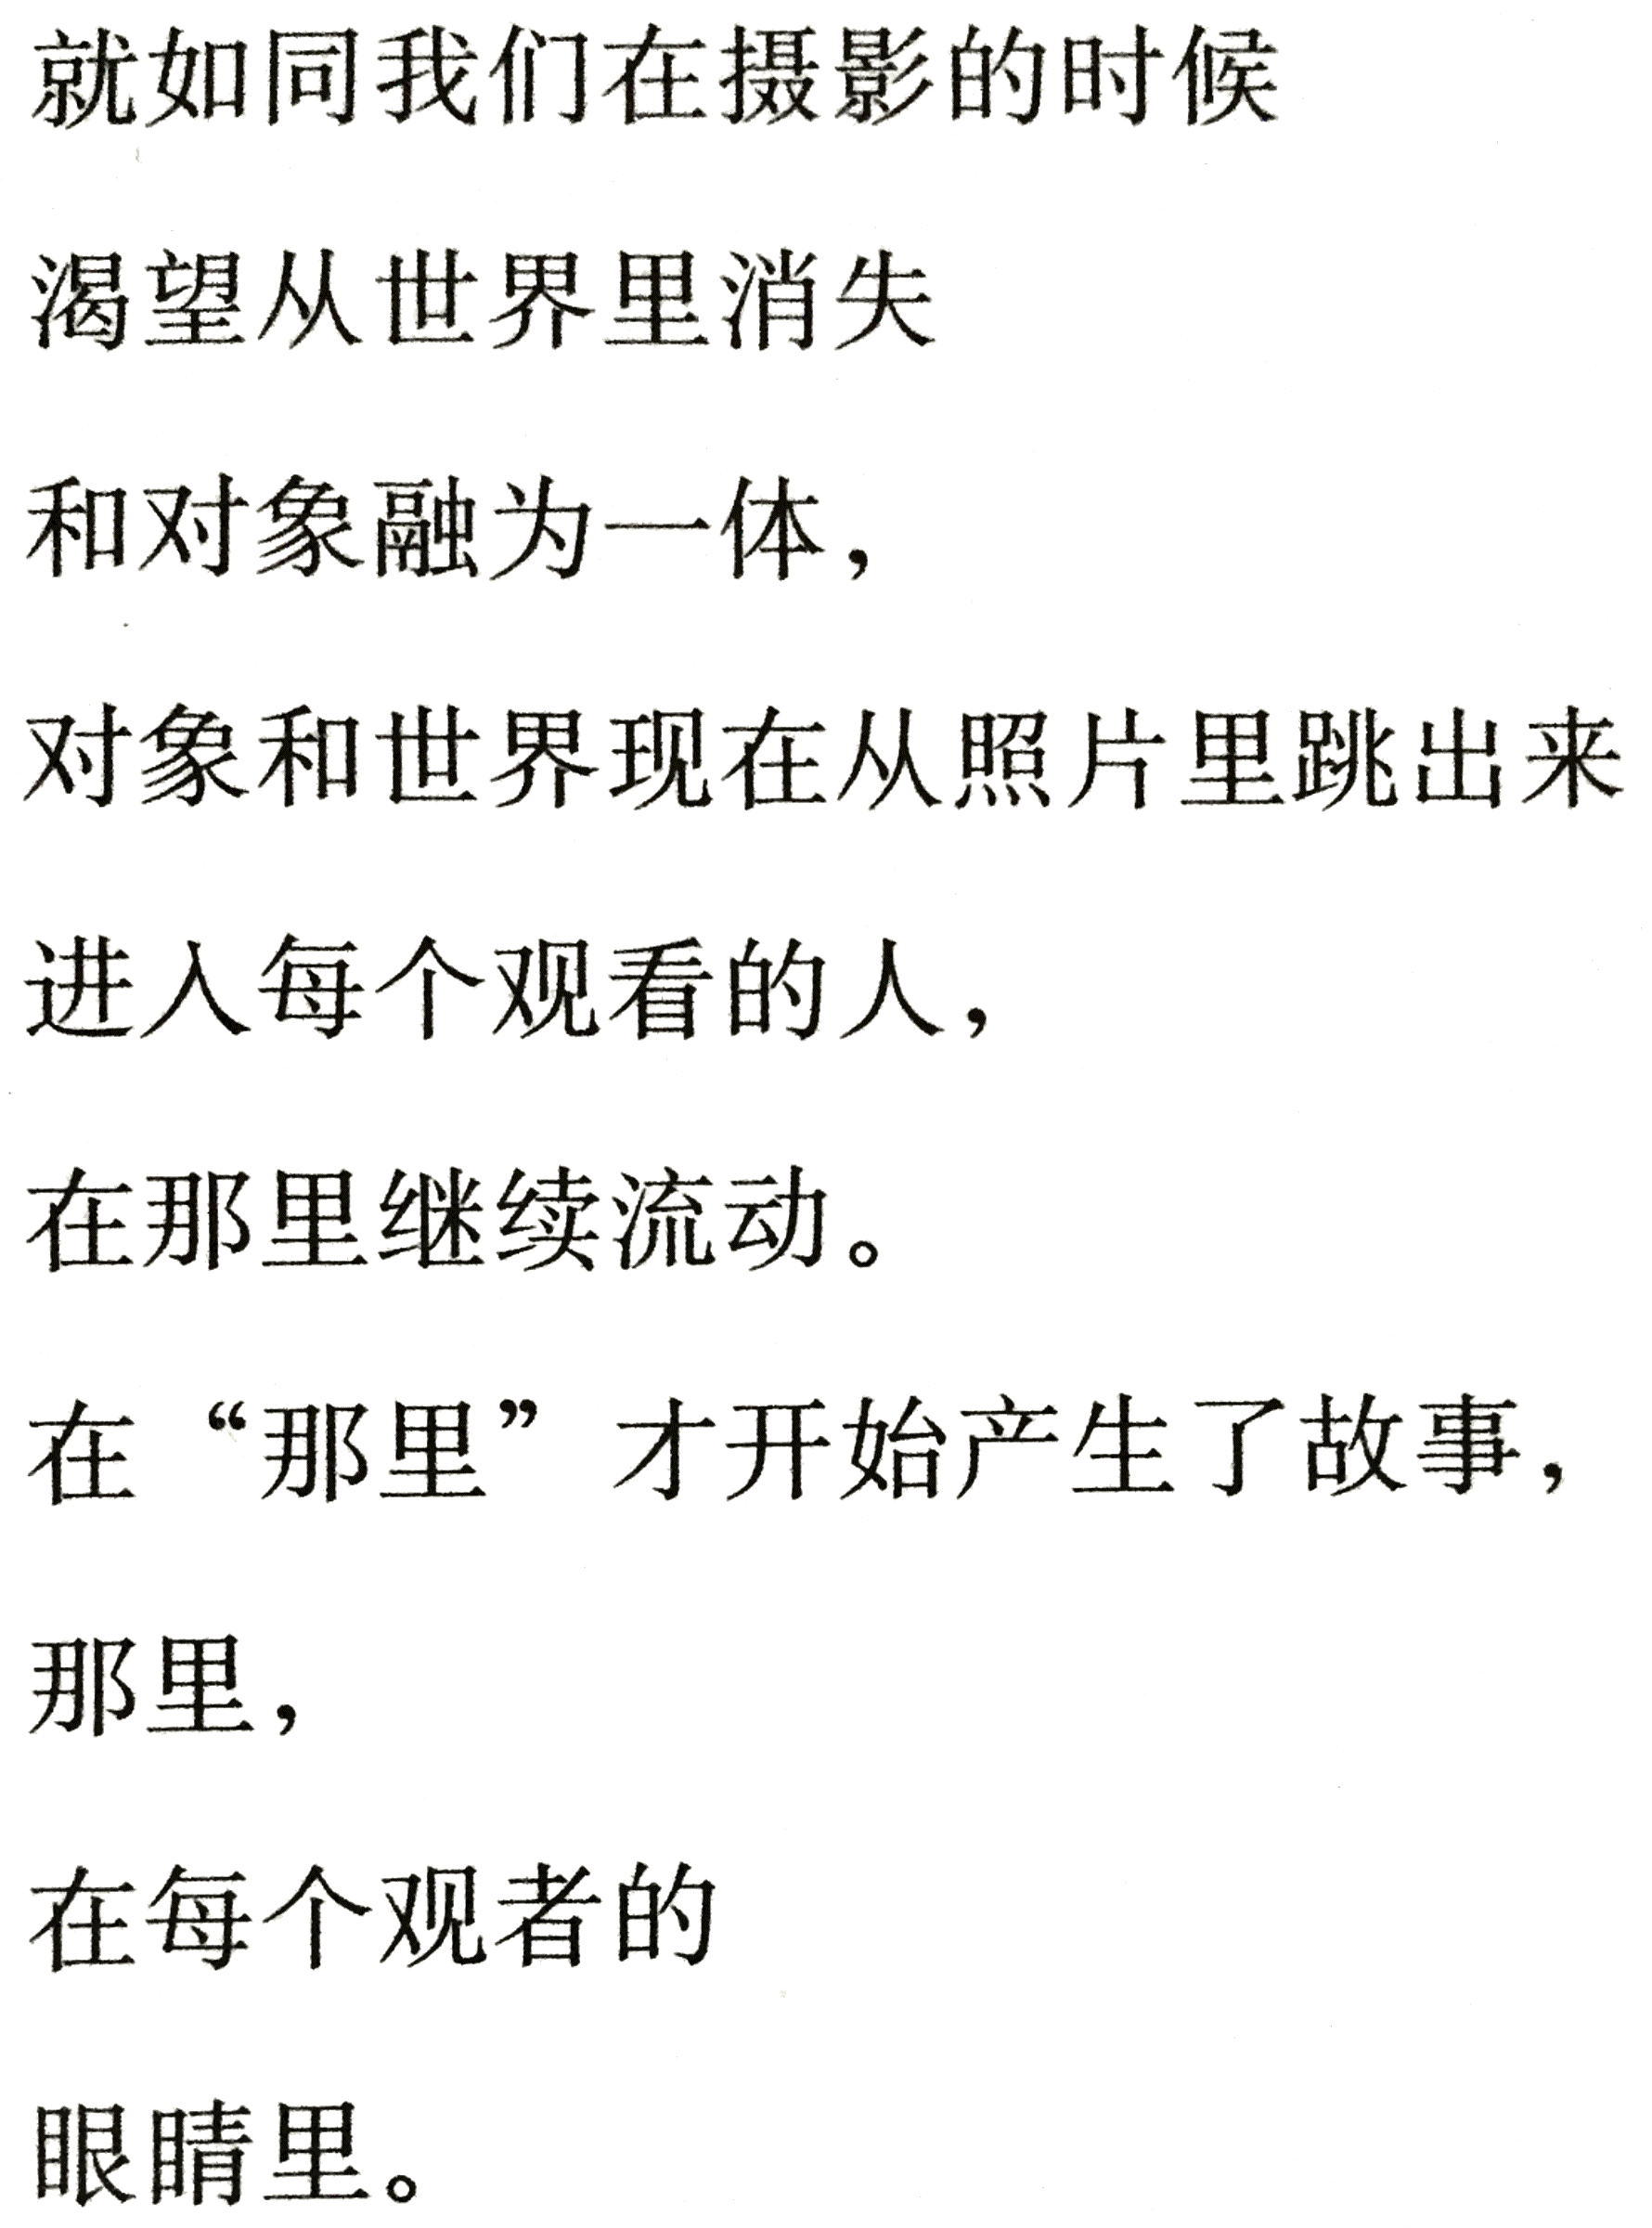 就如同我们在摄影的时候
渴望从世界里消失
和对象融为一体，
对象和世界现在从照片里跳出来
进入每个观看的人，
在那里继续流动。
在“那里”才开始产生了故事，
那里，
在每个观者的
眼睛里。